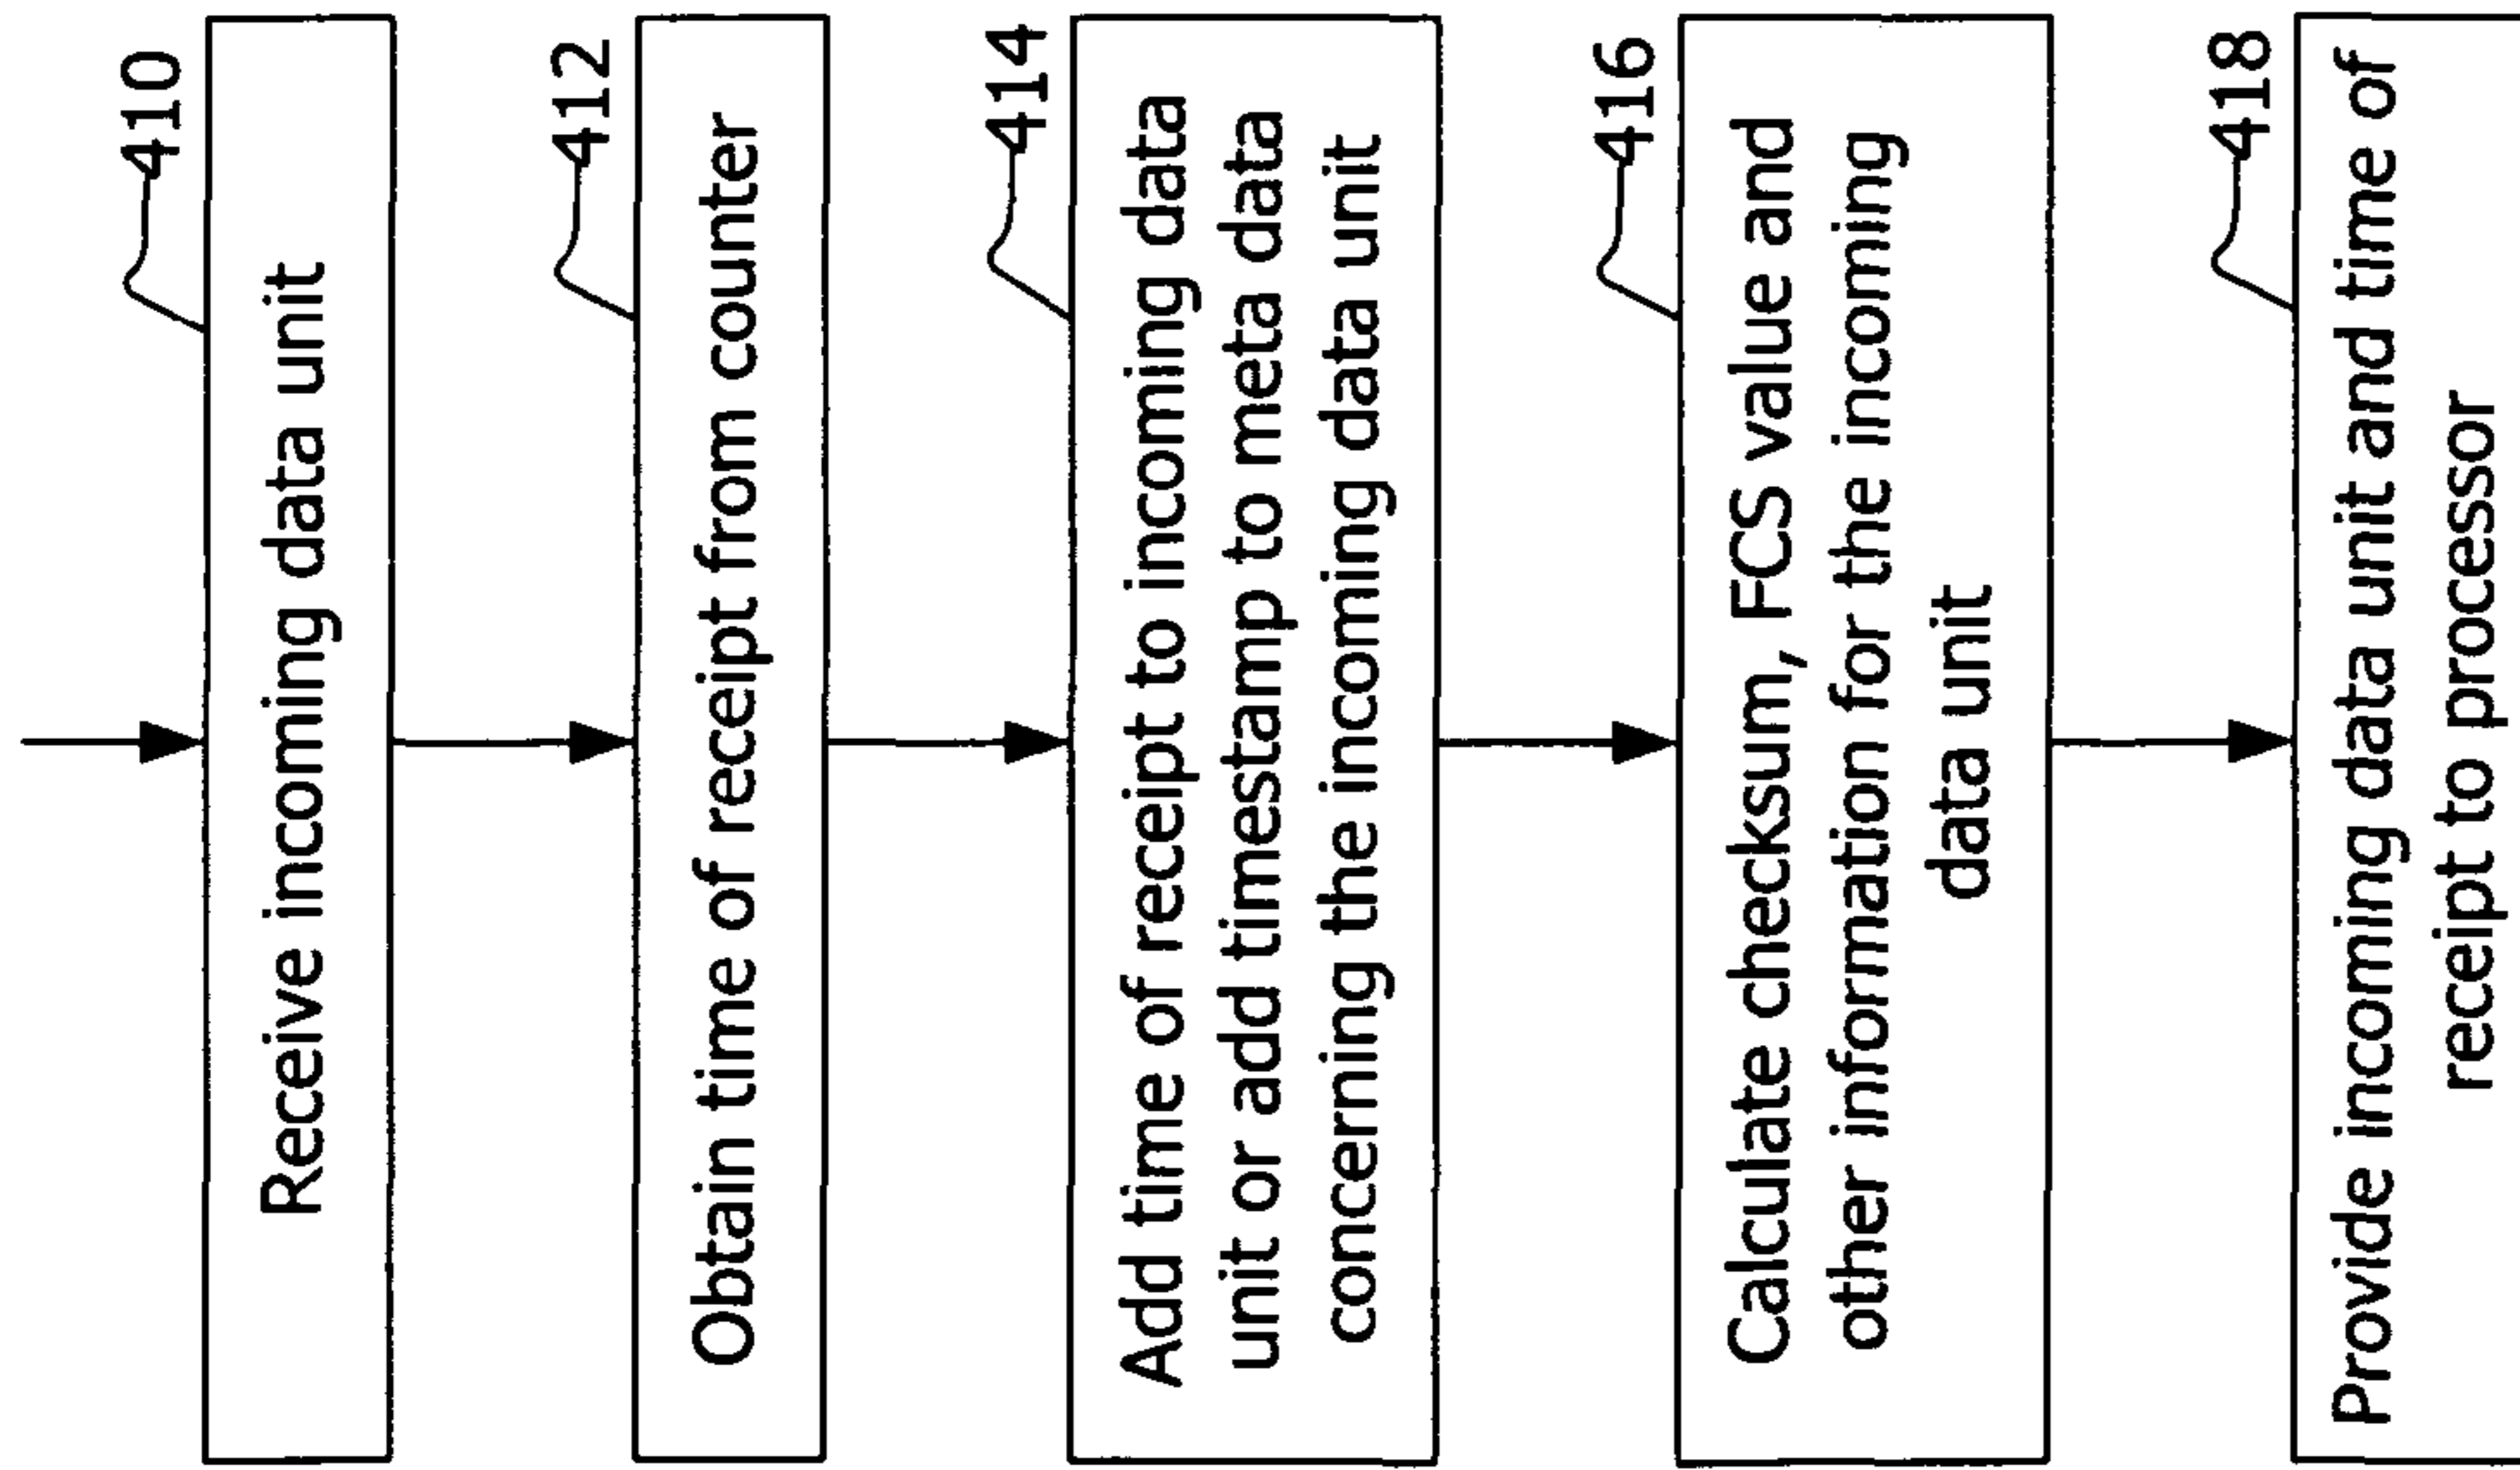 410
Receive incoming data unit
412
Obtain time of receipt from counter
414
Add time of receipt to incoming data
unit or add timestamp to meta data
concerning the incoming data unit
416
Calculate checksum, FCS value and
other information for the incoming
data unit
418
Provide incoming data unit and time of
receipt to processor